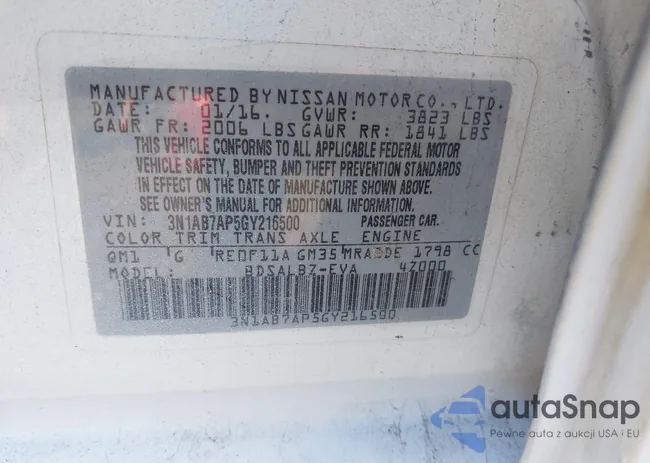 MANUFACTURED BY NISSAN MOTOR CO., LTD.
DATE: 01/16. GVWR: 3823 LBS
GAWR FR: 2006 LBS GAWR RR: 1841 LBS
THIS VEHICLE CONFORMS TO ALL APPLICABLE FEDERAL MOTOR
VEHICLE SAFETY, BUMPER AND THEFT PREVENTION STANDARDS
IN EFFECT ON THE DATE OF MANUFACTURE SHOWN ABOVE.
SEE OWNER'S MANUAL FOR ADDITIONAL INFORMATION.
VIN: 3N1AB7AP5GY216500 PASSENGER CAR.
COLOR TRIM TRANS AXLE ENGINE
QM1 G RE0F11A GM35 MRA8DE 1798 CC
MODEL: BDSALBZ-EVA 4Z000
3N1AB7AP5GY216500
autaSnap
Pewne auta z aukcji USA i EU